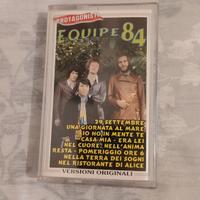 PROTAGONISTI
EQUIPE 84
29 SETTEMBRE
UNA GIORNATA AL MARE
IO HO IN MENTE TE
CASA MIA - ERA LEI
NEL CUORE, NELL'ANIMA
RESTA - POMERIGGIO ORE 6
NELLA TERRA DEI SOGNI
NEL RISTORANTE DI ALICE
VERSIONI ORIGINALI